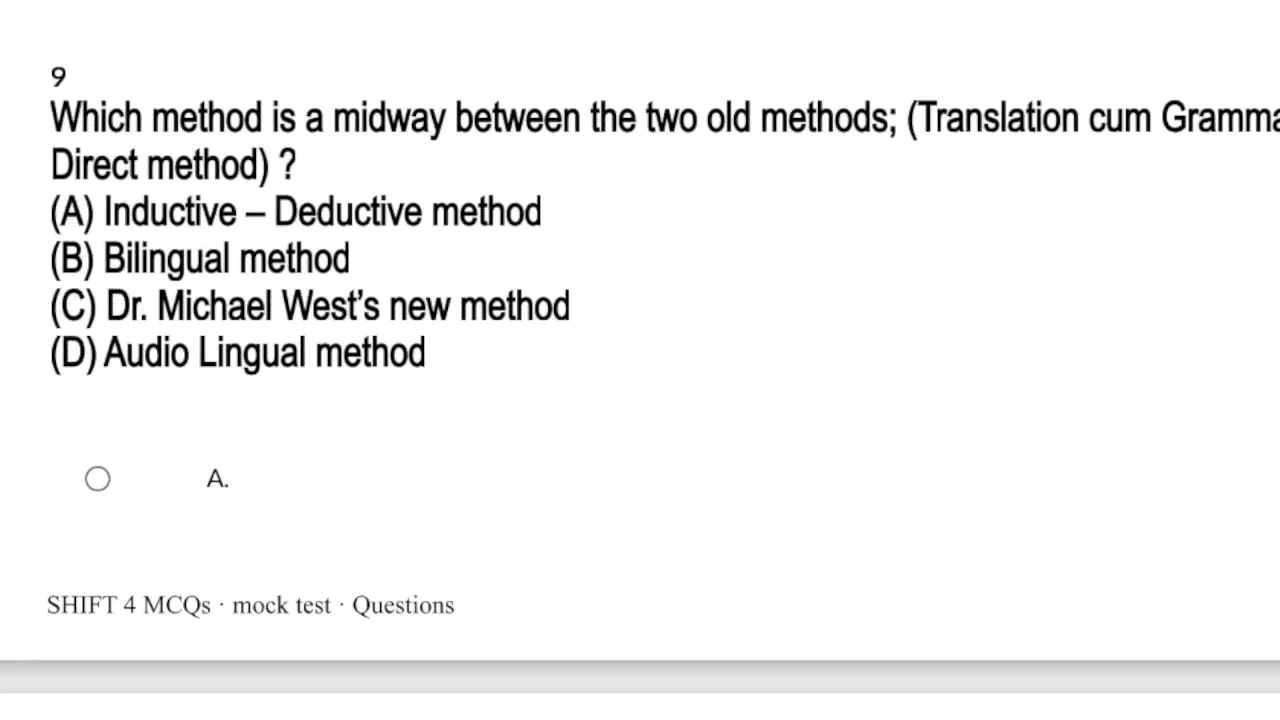 9
Which method is a midway between the two old methods; (Translation cum
Direct method) ?
(A) Inductive – Deductive method
(B) Bilingual method
(C) Dr. Michael West's new method
(D) Audio Lingual method
A.
SHIFT 4 MCQs · mock test · Questions